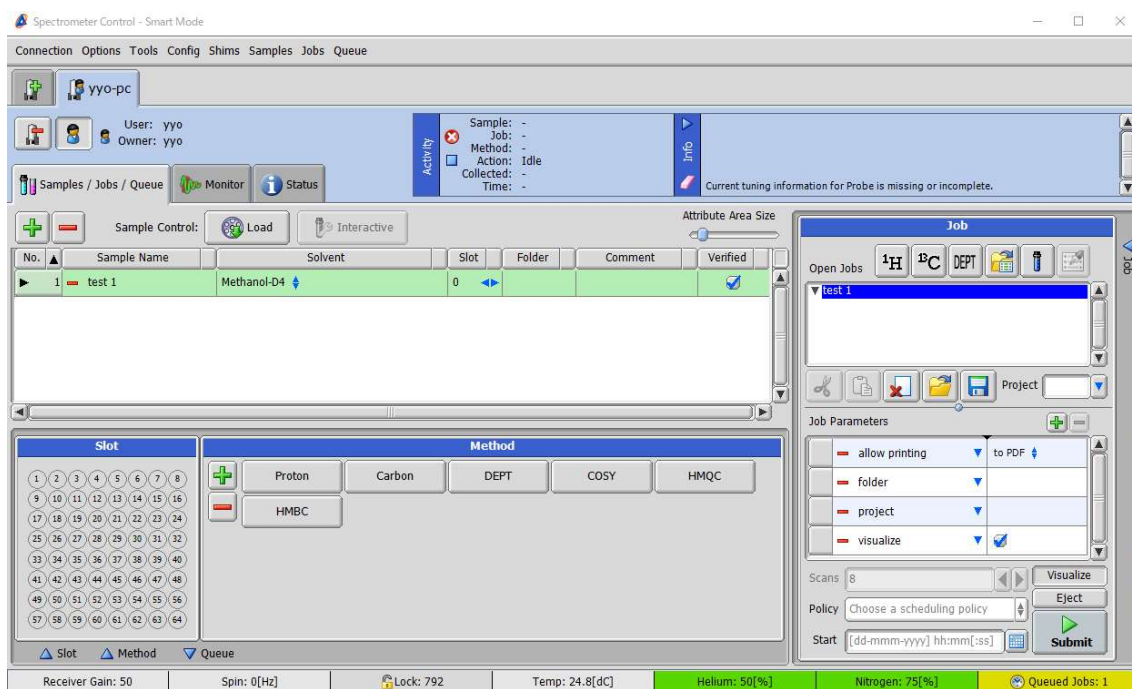 Spectrometer Control - Smart Mode
Connection Options Tools Config Shims Samples Jobs Queue
yyo-pc
User: yyo
Owner: yyo
Activity
Sample: -
Job: -
Method: -
Action: Idle
Collected: -
Time: -
Info
Current tuning information for Probe is missing or incomplete.
Samples / Jobs / Queue
Monitor
Status
Sample Control:
Load
Interactive
Attribute Area Size
No. Sample Name Solvent Slot Folder Comment Verified
1 test 1 Methanol-D4 0
Job
Job
Open Jobs 1H 13C DEPT
test 1
Project
Job Parameters
allow printing to PDF
folder
project
visualize
Scans 8 Visualize
Eject
Policy Choose a scheduling policy
Start [dd-mmm-yyyy] hh:mm[:ss]
Submit
Slot
1 2 3 4 5 6 7 8
9 10 11 12 13 14 15 16
17 18 19 20 21 22 23 24
25 26 27 28 29 30 31 32
33 34 35 36 37 38 39 40
41 42 43 44 45 46 47 48
49 50 51 52 53 54 55 56
57 58 59 60 61 62 63 64
Method
Proton Carbon DEPT COSY HMQC
HMBC
Slot Method Queue
Receiver Gain: 50 Spin: 0[Hz] Lock: 792 Temp: 24.8[dC] Helium: 50[%] Nitrogen: 75[%] Queued Jobs: 1